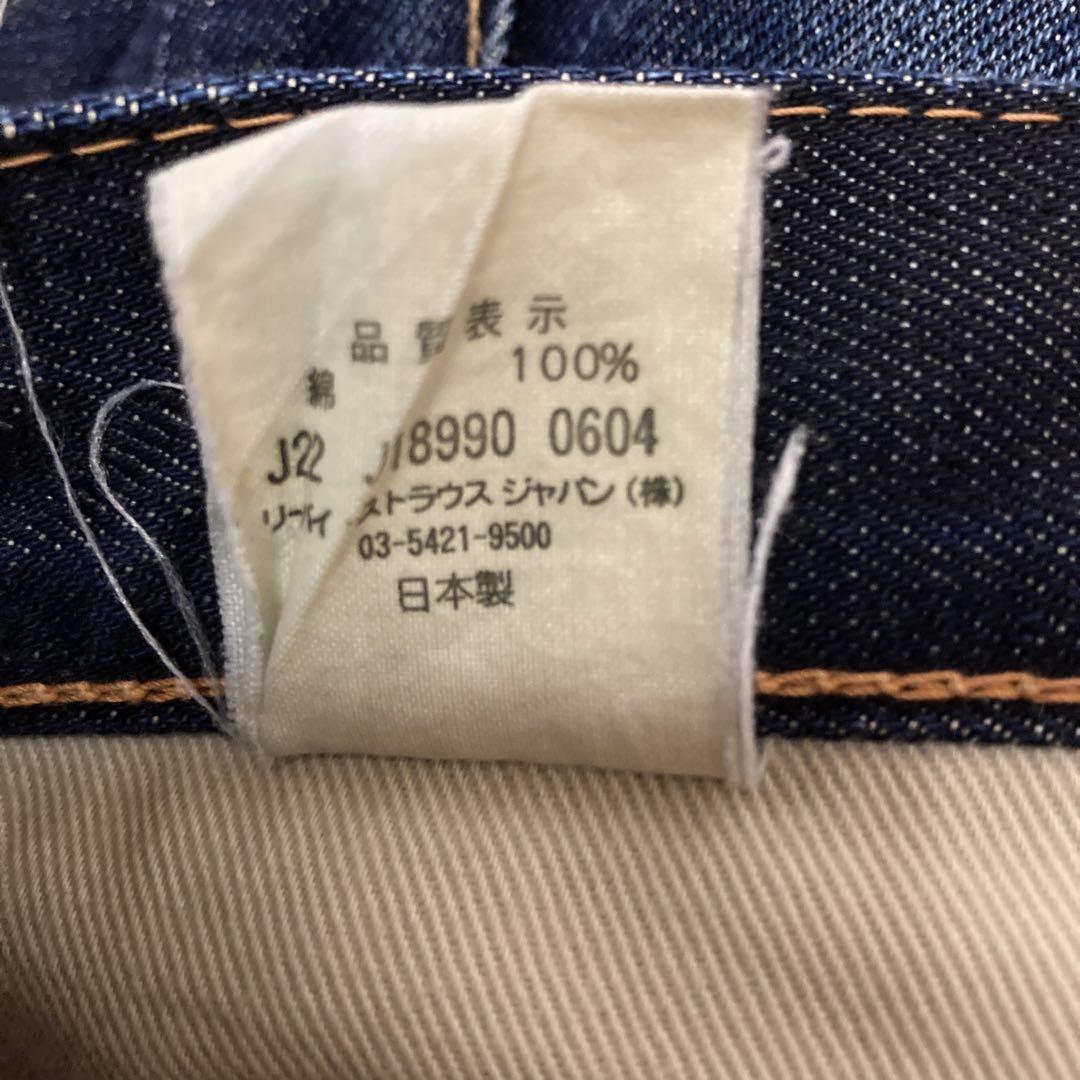 品質表示
綿 100%
J22 J18990 0604
リーバイ ストラウス ジャパン (株)
03-5421-9500
日本製